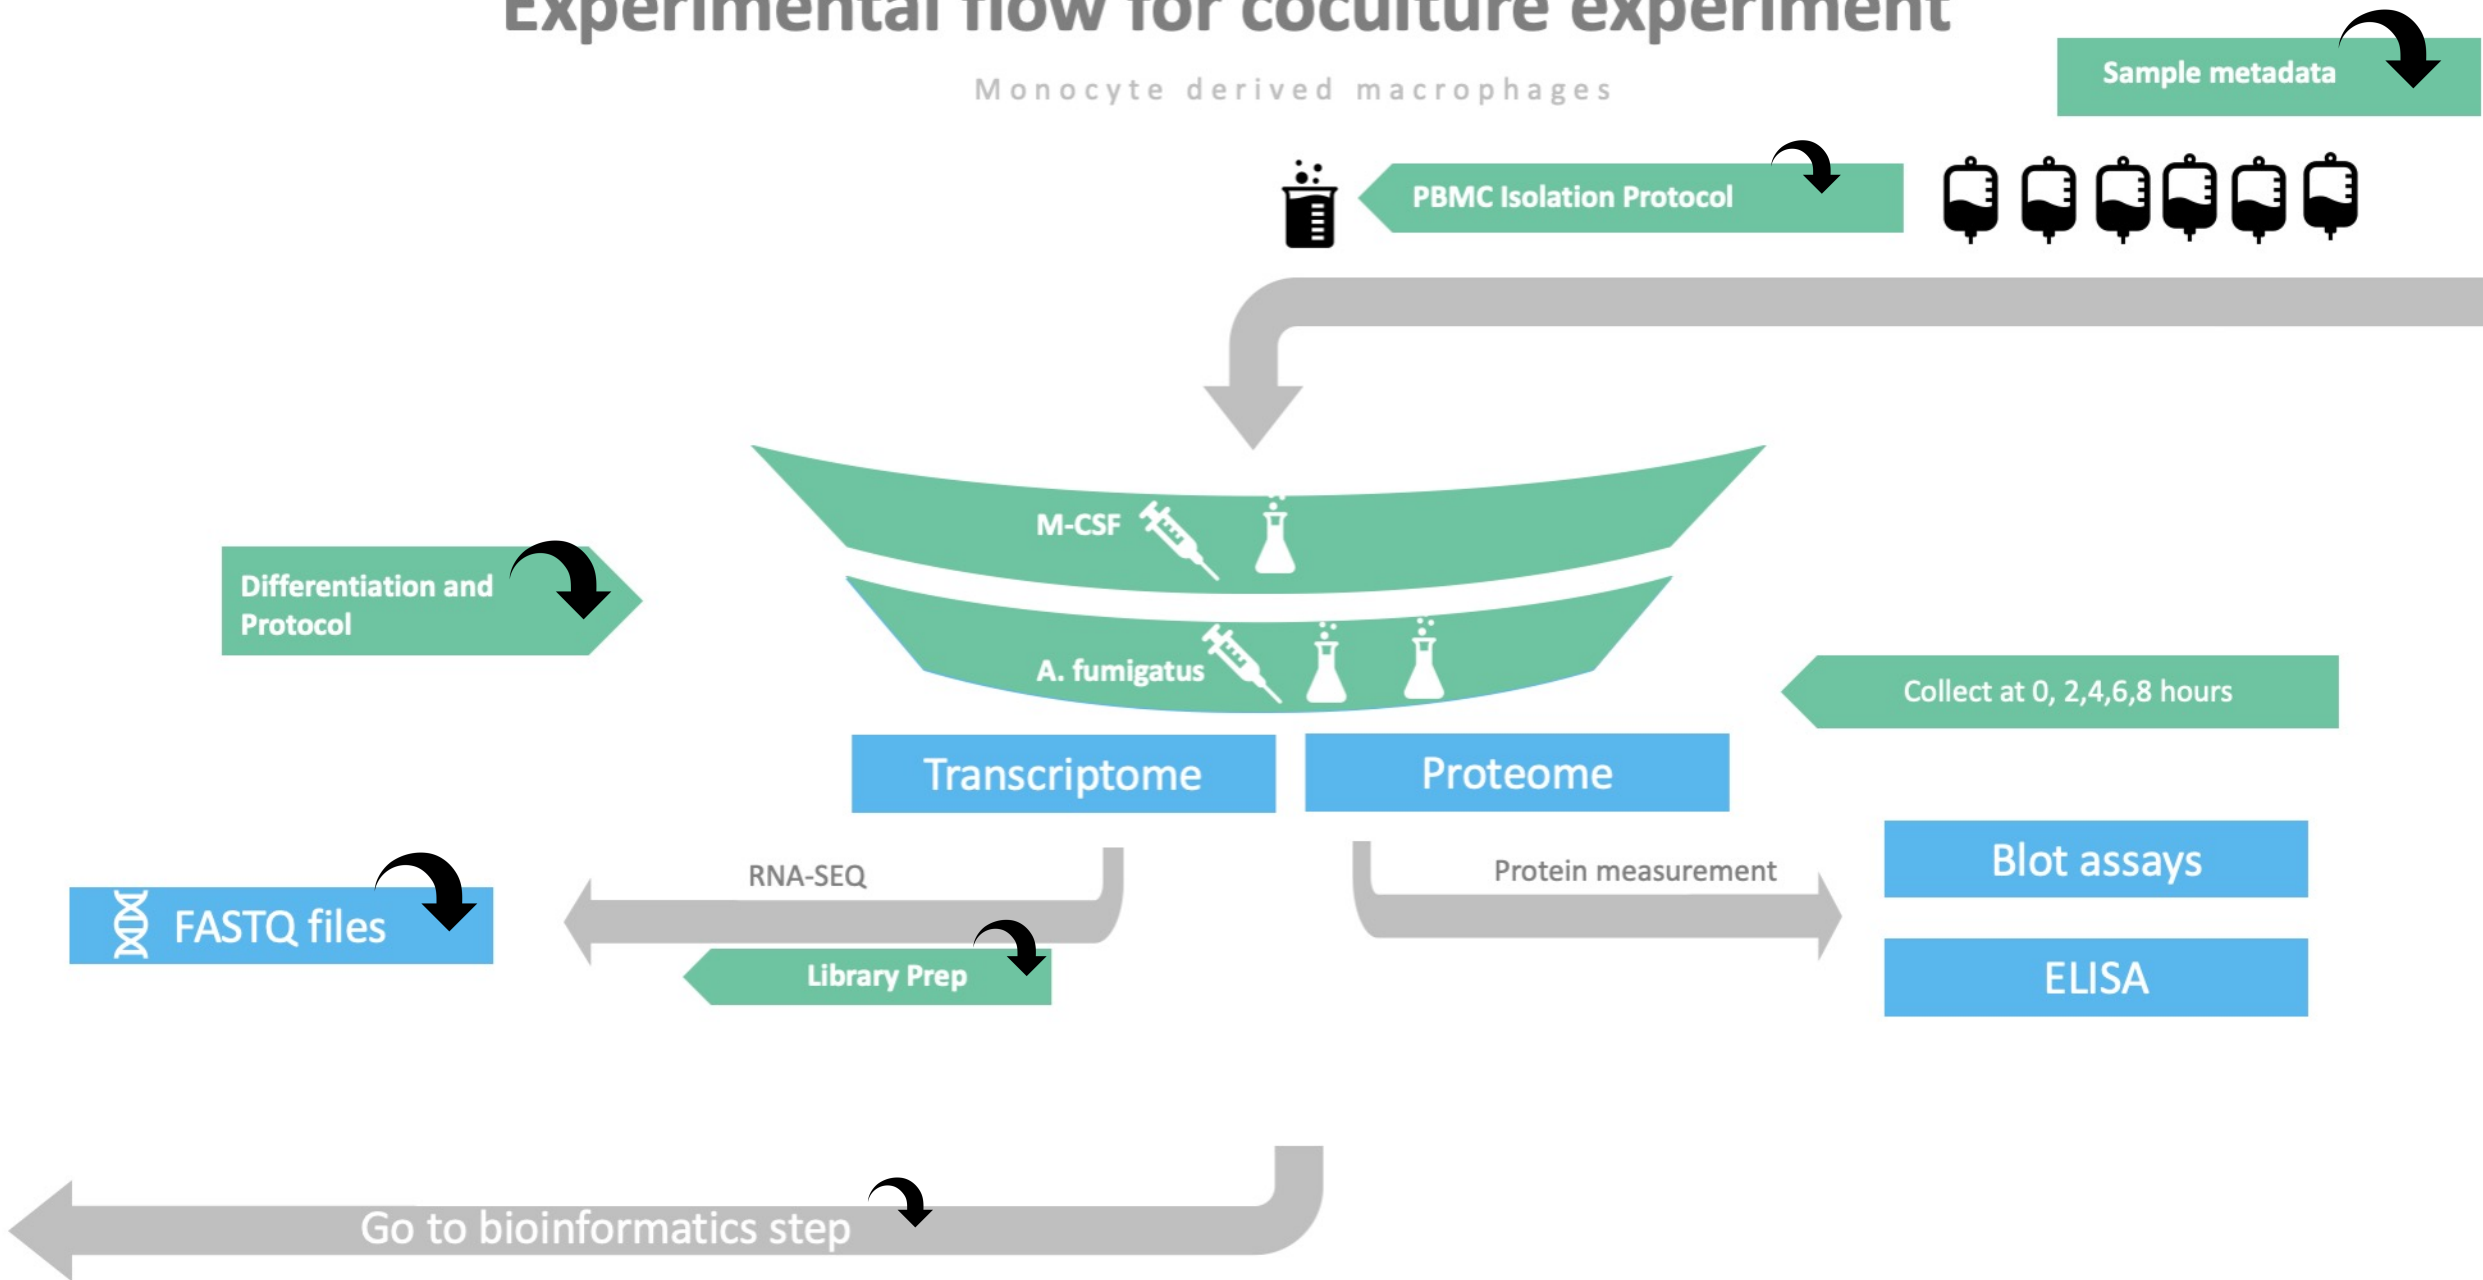 Experimental flow for coculture experiment
Monocyte derived macrophages
Sample metadata
PBMC Isolation Protocol
M-CSF
Differentiation and
Protocol
A. fumigatus
Collect at 0, 2,4,6,8 hours
Transcriptome
Proteome
RNA-SEQ
Protein measurement
Blot assays
FASTQ files
Library Prep
ELISA
Go to bioinformatics step